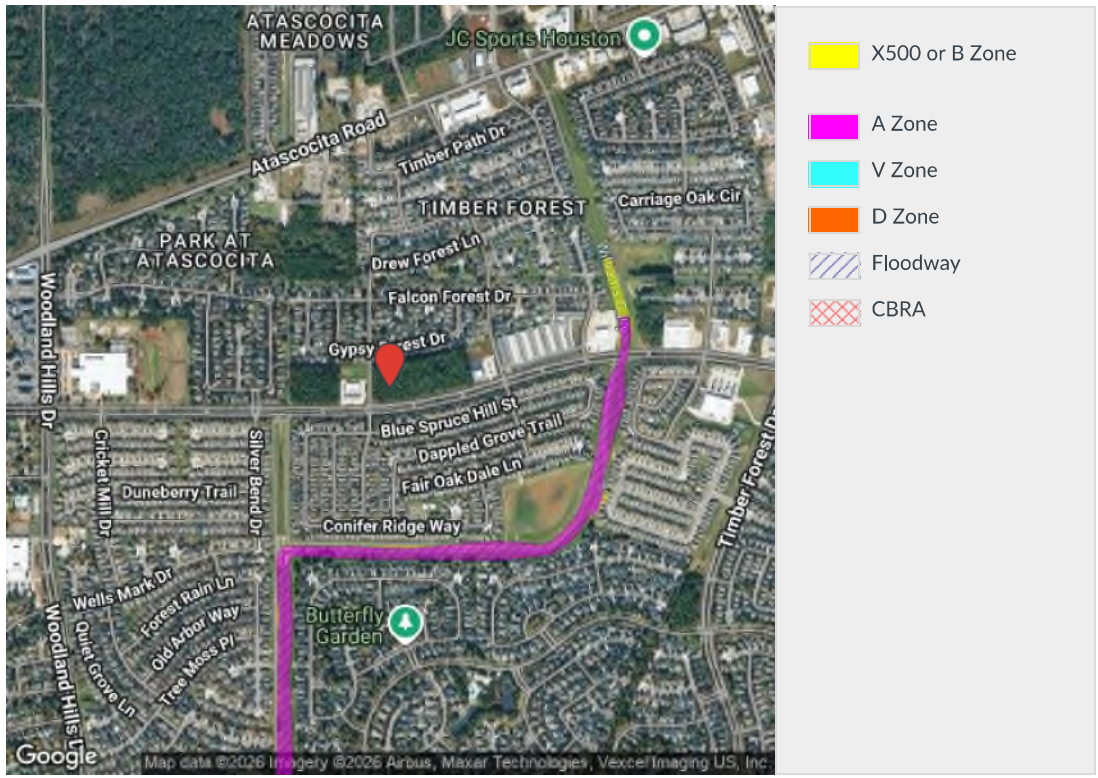 ATASCOCITA
MEADOWS
JC Sports Houston
Atascocita Road
Timber Path Dr
Carriage Oak Cir
TIMBER FOREST
PARK AT
ATASCOCITA
Drew Forest Ln
Falcon Forest Dr
Gypsy Forest Dr
Woodland Hills Dr
Blue Spruce Hill St
Dappled Grove Trail
Fair Oak Dale Ln
Cricket Mill Dr
Silver Bend Dr
Duneberry Trail
Conifer Ridge Way
Timber Forest D
Wells Mark Dr
Forest Rain Ln
Old Arbor Way
Tree Moss Pl
Quiet Grove Ln
Woodland Hills
Butterfly
Garden
Google
Map data ©2026 Imagery ©2026 Airbus, Maxar Technologies, Vexcel Imaging US, Inc.
X500 or B Zone
A Zone
V Zone
D Zone
Floodway
CBRA